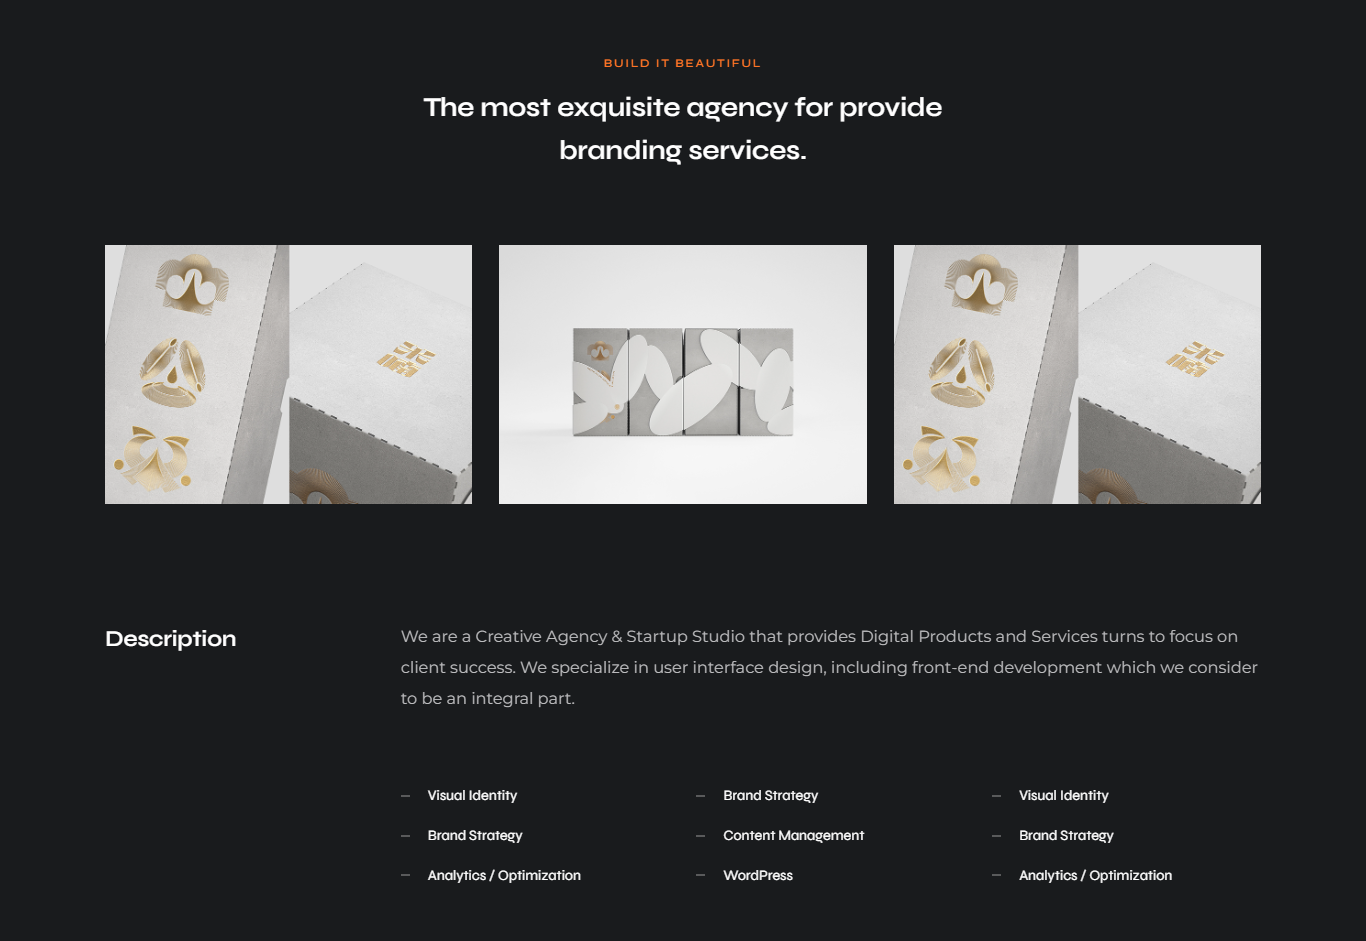 BUILD IT BEAUTIFUL
The most exquisite agency for provide
branding services.
Description
We are a Creative Agency & Startup Studio that provides Digital Products and Services turns to focus on
client success. We specialize in user interface design, including front-end development which we consider
to be an integral part.
Visual Identity
Brand Strategy
Analytics / Optimization
Brand Strategy
Content Management
WordPress
Visual Identity
Brand Strategy
Analytics / Optimization